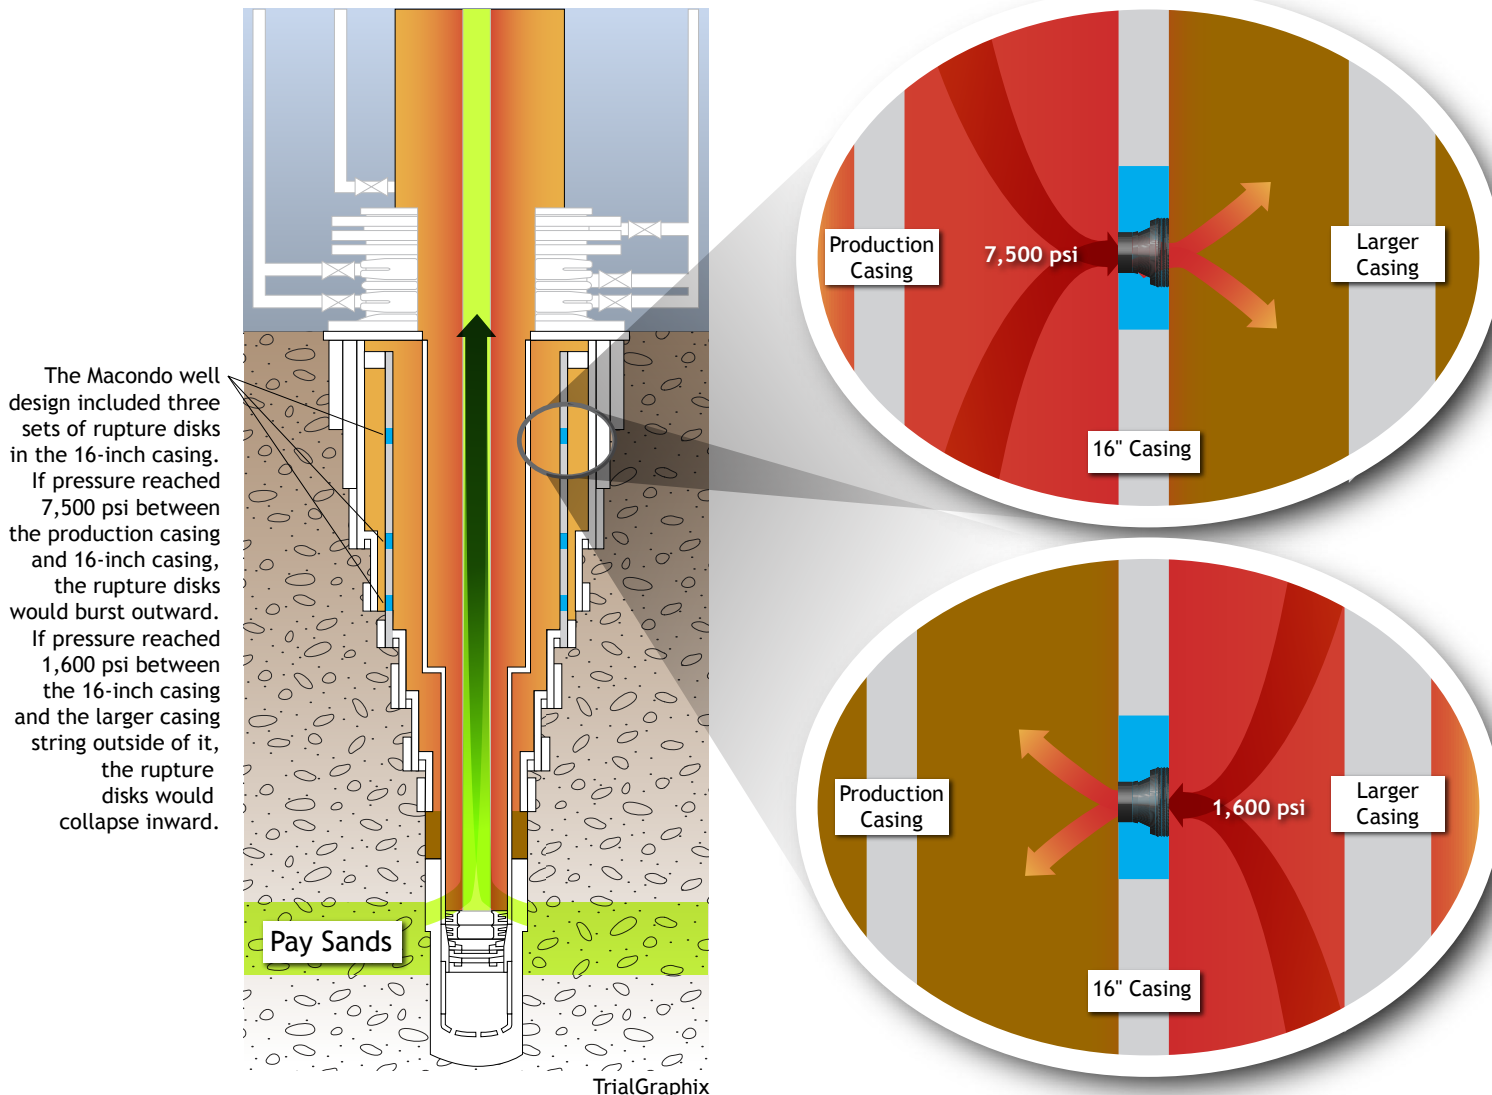 The Macondo well
design included three
sets of rupture disks
in the 16-inch casing.
If pressure reached
7,500 psi between
the production casing
and 16-inch casing,
the rupture disks
would burst outward.
If pressure reached
1,600 psi between
the 16-inch casing
and the larger casing
string outside of it,
the rupture
disks would
collapse inward.
Pay Sands
TrialGraphix
Production
Casing
7,500 psi
Larger
Casing
16" Casing
Production
Casing
1,600 psi
Larger
Casing
16" Casing